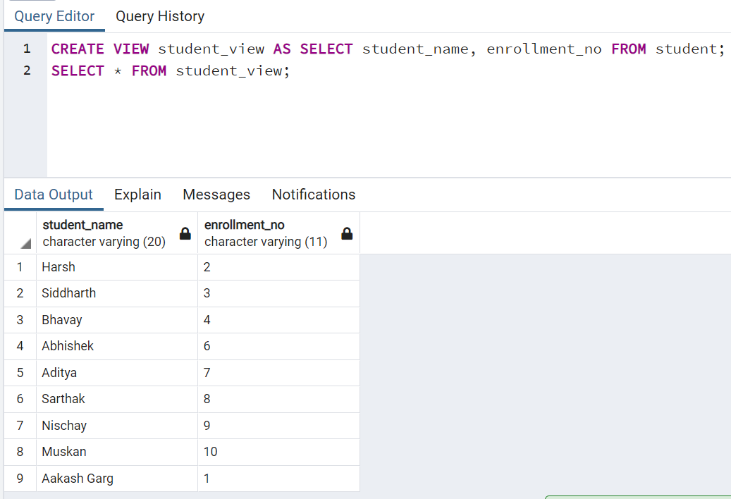 Query Editor Query History
1 CREATE VIEW student_view AS SELECT student_name, enrollment_no FROM student;
2 SELECT * FROM student_view;
Data Output Explain Messages Notifications
student_name enrollment_no
character varying (20) character varying (11)
1 Harsh 2
2 Siddharth 3
3 Bhavay 4
4 Abhishek 6
5 Aditya 7
6 Sarthak 8
7 Nischay 9
8 Muskan 10
9 Aakash Garg 1